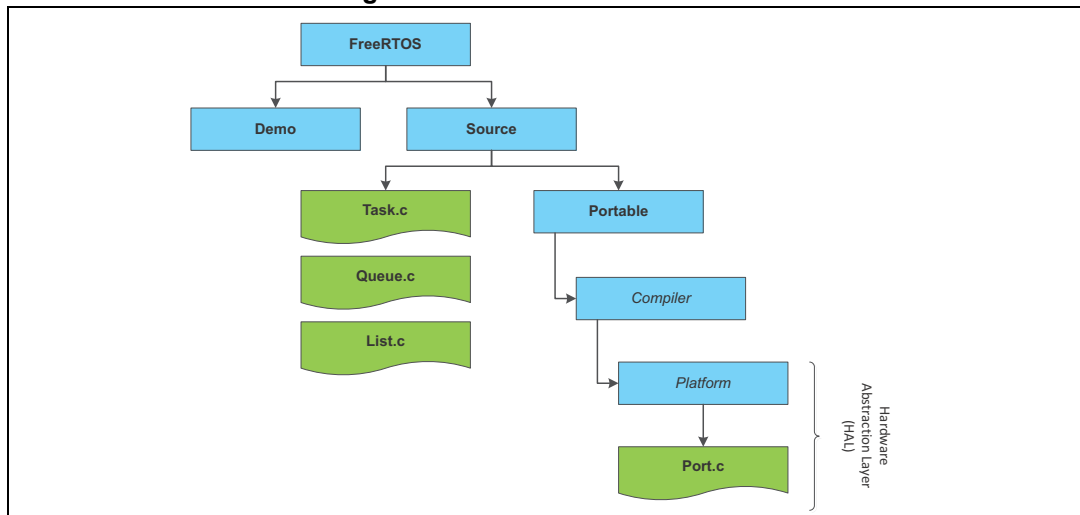 FreeRTOS
Demo
Source
Task.c
Portable
Queue.c
Compiler
List.c
Platform
Port.c
Hardware
Abstraction Layer
(HAL)